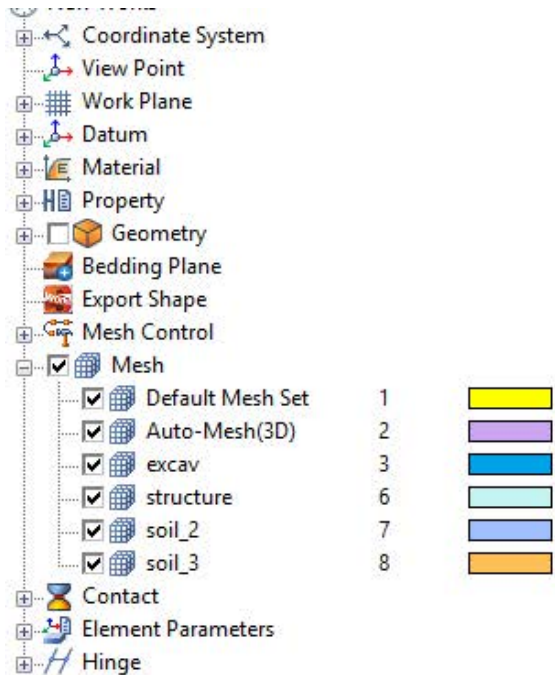 Coordinate System
View Point
Work Plane
Datum
Material
Property
Geometry
Bedding Plane
Export Shape
Mesh Control
Mesh
Default Mesh Set 1
Auto-Mesh(3D) 2
excav 3
structure 6
soil_2 7
soil_3 8
Contact
Element Parameters
Hinge